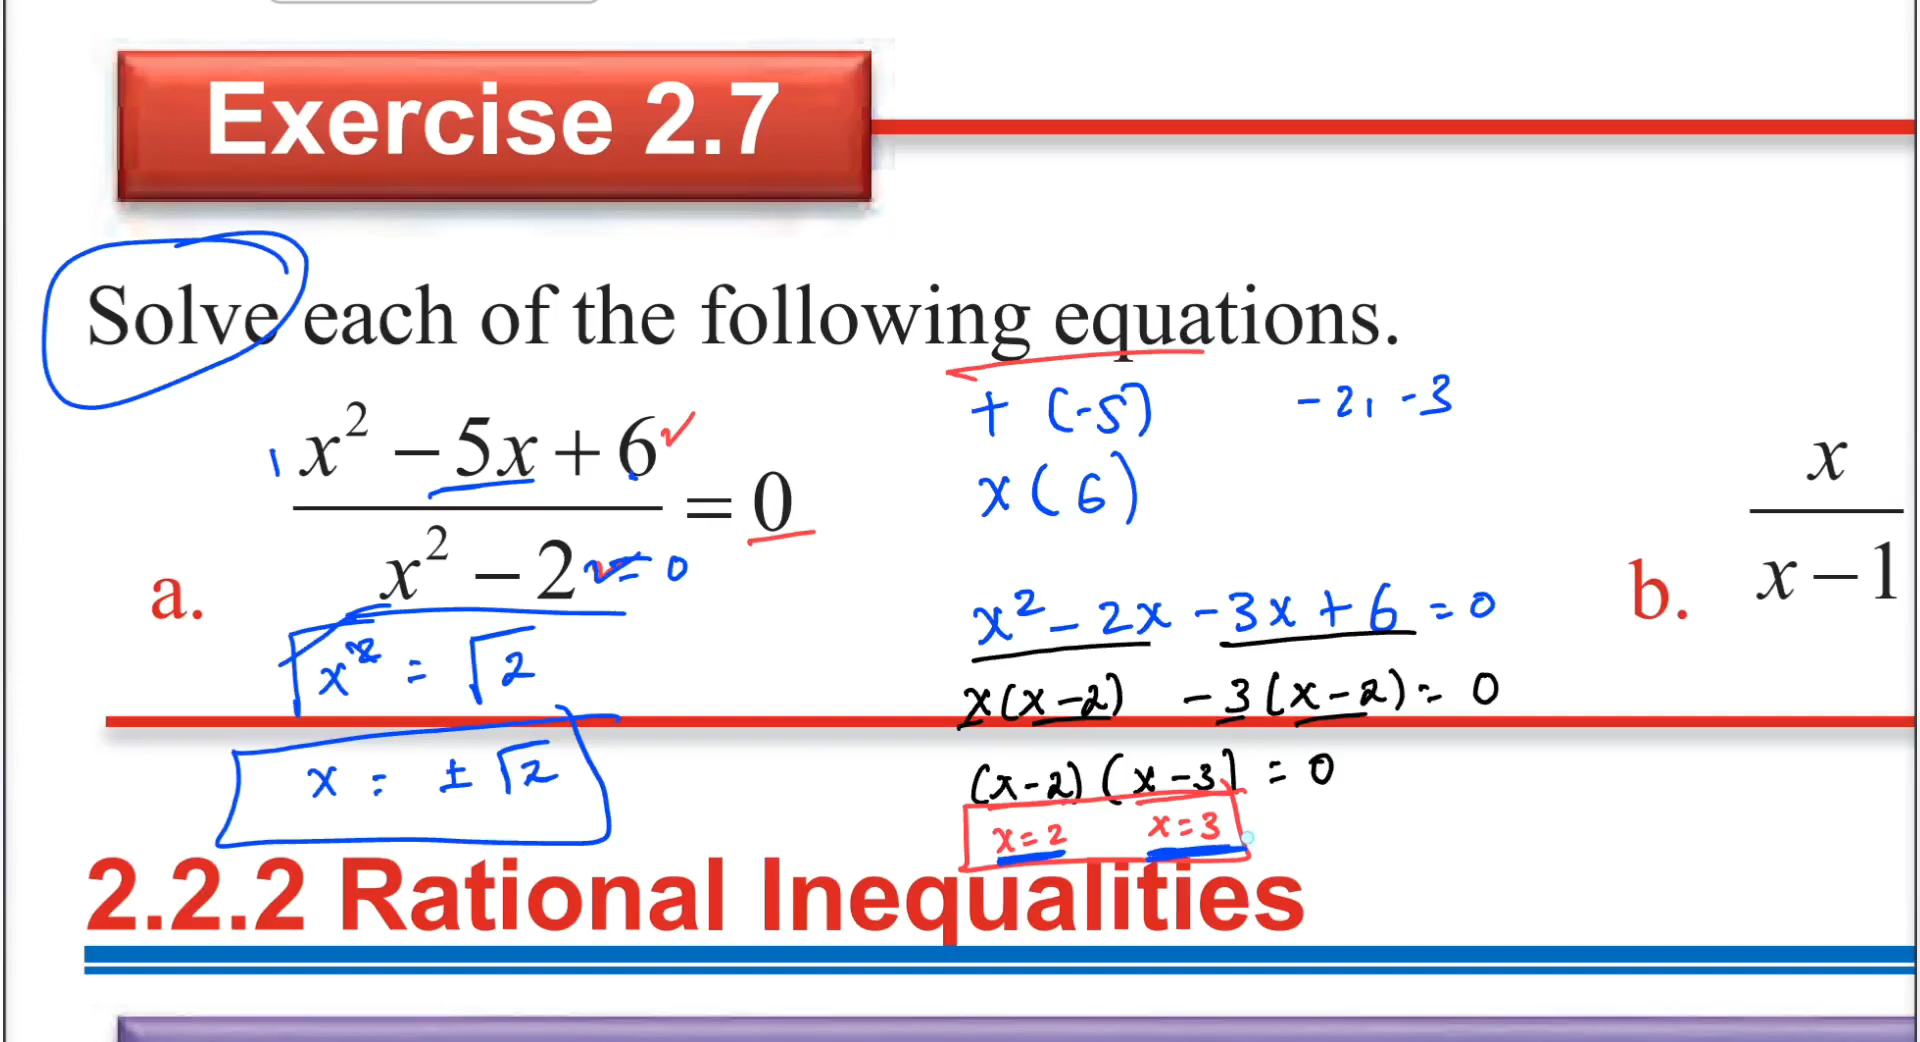 Exercise 2.7
Solve each of the following equations.
+ (-5) -2, -3
x (6)
1 x² − 5x + 6 ✓
x² − 2 = 0
= 0
a.
√x² = √2
x = ± √2
x² - 2x - 3x + 6 = 0
x(x-2) -3(x-2) = 0
(x-2)(x-3) = 0
x=2 x=3
b.
x
x − 1
2.2.2 Rational Inequalities